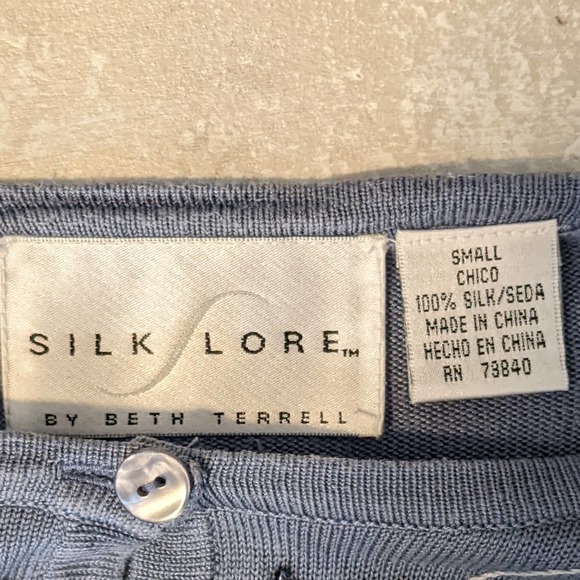 SILK LORE™
BY BETH TERRELL
SMALL
CHICO
100% SILK/SEDA
MADE IN CHINA
HECHO EN CHINA
RN 73840